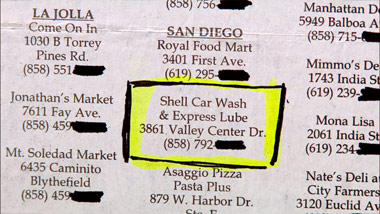 LA JOLLA
Come On In
1030 B Torrey
Pines Rd.
(858) 551
Jonathan's Market
7611 Fay Ave.
(858) 459
Mt. Soledad Market
6435 Caminito
Blythefield
(858) 459
(858) 756-
SAN DIEGO
Royal Food Mart
3401 First Ave.
(619) 295-
Shell Car Wash
& Express Lube
3861 Valley Center Dr.
(858) 792
Asaggio Pizza
Pasta Plus
879 W. Harbor Dr.
Manhattan
5949 Balboa A
(858) 715-
Mimmo's De
1743 India St
(619) 239-
Mona Lisa
2061 India S
(619) 234
Nate's Deli a
City Farmers
3100 Federal